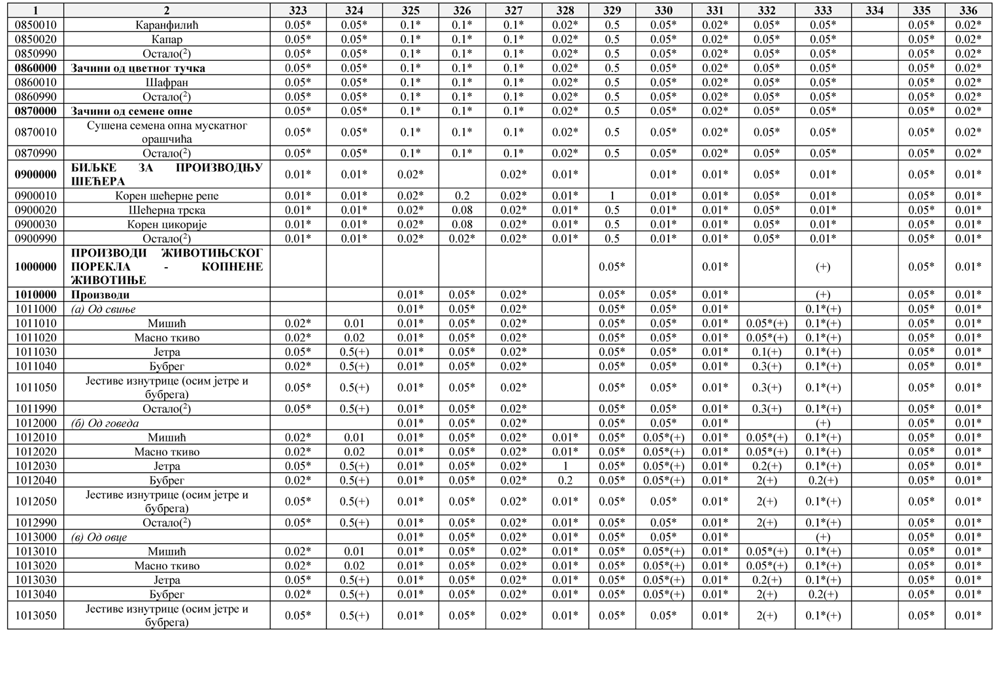 1 2 323 324 325 326 327 328 329 330 331 332 333 334 335 336
0850010 Каранфилић 0.05* 0.05* 0.1* 0.1* 0.1* 0.02* 0.5 0.05* 0.02* 0.05* 0.05* 0.05* 0.02*
0850020 Капар 0.05* 0.05* 0.1* 0.1* 0.1* 0.02* 0.5 0.05* 0.02* 0.05* 0.05* 0.05* 0.02*
0850990 Остало(2) 0.05* 0.05* 0.1* 0.1* 0.1* 0.02* 0.5 0.05* 0.02* 0.05* 0.05* 0.05* 0.02*
0860000 Зачини од цветног тучка 0.05* 0.05* 0.1* 0.1* 0.1* 0.02* 0.5 0.05* 0.02* 0.05* 0.05* 0.05* 0.02*
0860010 Шафран 0.05* 0.05* 0.1* 0.1* 0.1* 0.02* 0.5 0.05* 0.02* 0.05* 0.05* 0.05* 0.02*
0860990 Остало(2) 0.05* 0.05* 0.1* 0.1* 0.1* 0.02* 0.5 0.05* 0.02* 0.05* 0.05* 0.05* 0.02*
0870000 Зачини од семене опне 0.05* 0.05* 0.1* 0.1* 0.1* 0.02* 0.5 0.05* 0.02* 0.05* 0.05* 0.05* 0.02*
0870010 Сушена семена опна мускатног
орашчића 0.05* 0.05* 0.1* 0.1* 0.1* 0.02* 0.5 0.05* 0.02* 0.05* 0.05* 0.05* 0.02*
0870990 Остало(2) 0.05* 0.05* 0.1* 0.1* 0.1* 0.02* 0.5 0.05* 0.02* 0.05* 0.05* 0.05* 0.02*
0900000 БИЉКЕ ЗА ПРОИЗВОДЊУ
ШЕЋЕРА 0.01* 0.01* 0.02* 0.02* 0.01* 0.01* 0.01* 0.05* 0.01* 0.05* 0.01*
0900010 Корен шећерне репе 0.01* 0.01* 0.02* 0.2 0.02* 0.01* 1 0.01* 0.01* 0.05* 0.01* 0.05* 0.01*
0900020 Шећерна трска 0.01* 0.01* 0.02* 0.08 0.02* 0.01* 0.5 0.01* 0.01* 0.05* 0.01* 0.05* 0.01*
0900030 Корен цикорије 0.01* 0.01* 0.02* 0.08 0.02* 0.01* 0.5 0.01* 0.01* 0.05* 0.01* 0.05* 0.01*
0900990 Остало(2) 0.01* 0.01* 0.02* 0.02* 0.02* 0.01* 0.5 0.01* 0.01* 0.05* 0.01* 0.05* 0.01*
1000000 ПРОИЗВОДИ ЖИВОТИЊСКОГ
ПОРЕКЛА - КОПНЕНЕ
ЖИВОТИЊЕ 0.05* 0.01* (+) 0.05* 0.01*
1010000 Производи 0.01* 0.05* 0.02* 0.05* 0.05* 0.01* (+) 0.05* 0.01*
1011000 (а) Од свиње 0.01* 0.05* 0.02* 0.05* 0.05* 0.01* 0.1*(+) 0.05* 0.01*
1011010 Мишић 0.02* 0.01 0.01* 0.05* 0.02* 0.05* 0.05* 0.01* 0.05*(+) 0.1*(+) 0.05* 0.01*
1011020 Масно ткиво 0.02* 0.02 0.01* 0.05* 0.02* 0.05* 0.05* 0.01* 0.05*(+) 0.1*(+) 0.05* 0.01*
1011030 Јетра 0.05* 0.5(+) 0.01* 0.05* 0.02* 0.05* 0.05* 0.01* 0.1(+) 0.1*(+) 0.05* 0.01*
1011040 Бубрег 0.02* 0.5(+) 0.01* 0.05* 0.02* 0.05* 0.05* 0.01* 0.3(+) 0.1*(+) 0.05* 0.01*
1011050 Јестиве изнутрице (осим јетре и
бубрега) 0.05* 0.5(+) 0.01* 0.05* 0.02* 0.05* 0.05* 0.01* 0.3(+) 0.1*(+) 0.05* 0.01*
1011990 Остало(2) 0.05* 0.5(+) 0.01* 0.05* 0.02* 0.05* 0.05* 0.01* 0.3(+) 0.1*(+) 0.05* 0.01*
1012000 (б) Од говеда 0.01* 0.05* 0.02* 0.05* 0.05* 0.01* (+) 0.05* 0.01*
1012010 Мишић 0.02* 0.01 0.01* 0.05* 0.02* 0.01* 0.05* 0.05*(+) 0.01* 0.05*(+) 0.1*(+) 0.05* 0.01*
1012020 Масно ткиво 0.02* 0.02 0.01* 0.05* 0.02* 0.01* 0.05* 0.05*(+) 0.01* 0.05*(+) 0.1*(+) 0.05* 0.01*
1012030 Јетра 0.05* 0.5(+) 0.01* 0.05* 0.02* 1 0.05* 0.05*(+) 0.01* 0.2(+) 0.1*(+) 0.05* 0.01*
1012040 Бубрег 0.02* 0.5(+) 0.01* 0.05* 0.02* 0.2 0.05* 0.05*(+) 0.01* 2(+) 0.2(+) 0.05* 0.01*
1012050 Јестиве изнутрице (осим јетре и
бубрега) 0.05* 0.5(+) 0.01* 0.05* 0.02* 0.01* 0.05* 0.05* 0.01* 2(+) 0.1*(+) 0.05* 0.01*
1012990 Остало(2) 0.05* 0.5(+) 0.01* 0.05* 0.02* 0.01* 0.05* 0.05* 0.01* 2(+) 0.1*(+) 0.05* 0.01*
1013000 (в) Од овце 0.01* 0.05* 0.02* 0.01* 0.05* 0.05* 0.01* (+) 0.05* 0.01*
1013010 Мишић 0.02* 0.01 0.01* 0.05* 0.02* 0.01* 0.05* 0.05*(+) 0.01* 0.05*(+) 0.1*(+) 0.05* 0.01*
1013020 Масно ткиво 0.02* 0.02 0.01* 0.05* 0.02* 0.01* 0.05* 0.05*(+) 0.01* 0.05*(+) 0.1*(+) 0.05* 0.01*
1013030 Јетра 0.05* 0.5(+) 0.01* 0.05* 0.02* 0.01* 0.05* 0.05*(+) 0.01* 0.2(+) 0.1*(+) 0.05* 0.01*
1013040 Бубрег 0.02* 0.5(+) 0.01* 0.05* 0.02* 0.01* 0.05* 0.05*(+) 0.01* 2(+) 0.2(+) 0.05* 0.01*
1013050 Јестиве изнутрице (осим јетре и
бубрега) 0.05* 0.5(+) 0.01* 0.05* 0.02* 0.01* 0.05* 0.05* 0.01* 2(+) 0.1*(+) 0.05* 0.01*